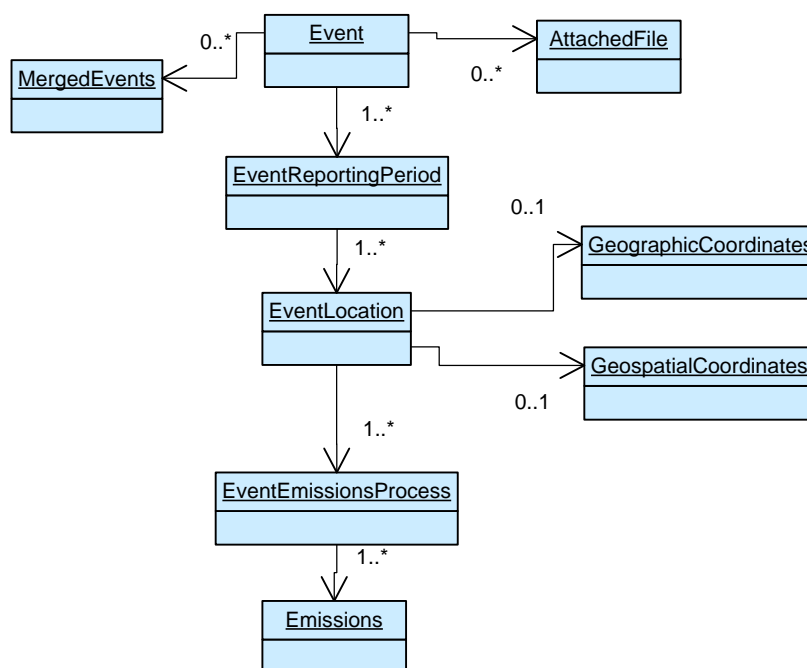 Event
0..*
AttachedFile
MergedEvents
0..*
1..*
EventReportingPeriod
0..1
1..*
GeographicCoordinates
EventLocation
GeospatialCoordinates
0..1
1..*
EventEmissionsProcess
1..*
Emissions